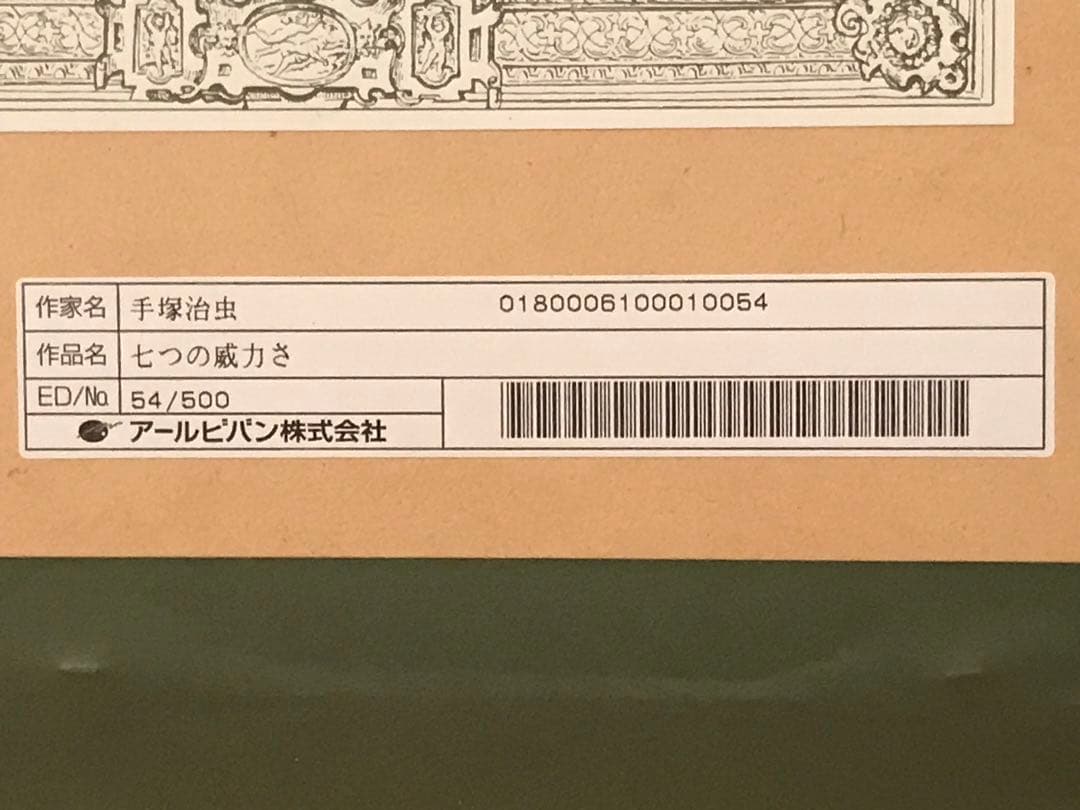 作家名 手塚治虫 0180006100010054
作品名 七つの威力さ
ED/No. 54/500
アールビバン株式会社